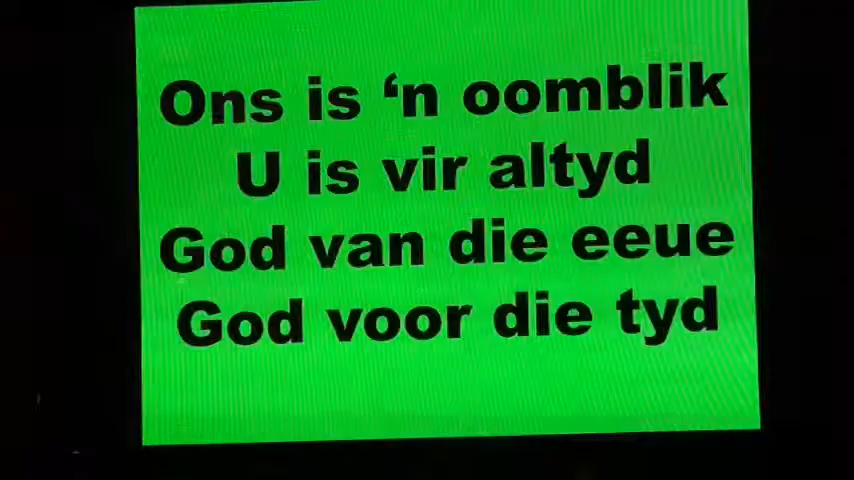 Ons is ‘n oomblik
U is vir altyd
God van die eeue
God voor die tyd